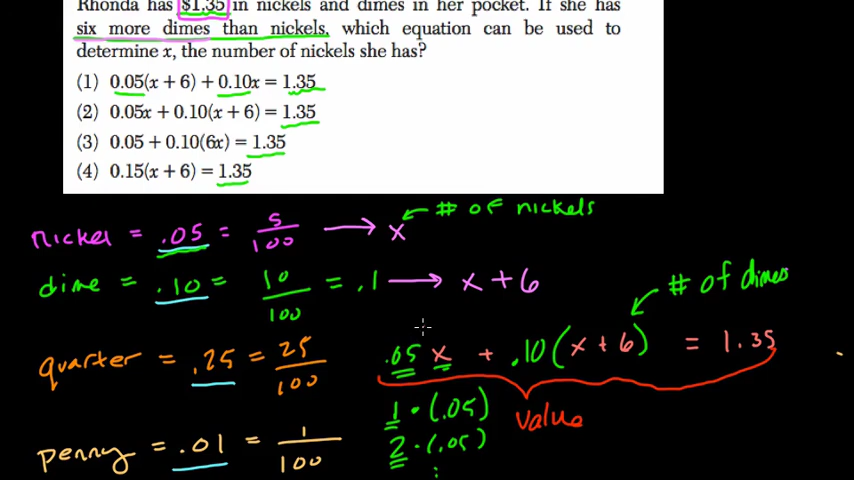 Rhonda has $1.35 in nickels and dimes in her pocket. If she has
six more dimes than nickels, which equation can be used to
determine x, the number of nickels she has?
(1) 0.05(x + 6) + 0.10x = 1.35
(2) 0.05x + 0.10(x + 6) = 1.35
(3) 0.05 + 0.10(6x) = 1.35
(4) 0.15(x + 6) = 1.35
# of nickels
nickel = .05 = 5/100 → x
# of dimes
dime = .10 = 10/100 = .1 → x + 6
.05 x + .10 (x + 6) = 1.35
quarter = .25 = 25/100
1 · (.05)
value
2 · (.05)
penny = .01 = 1/100